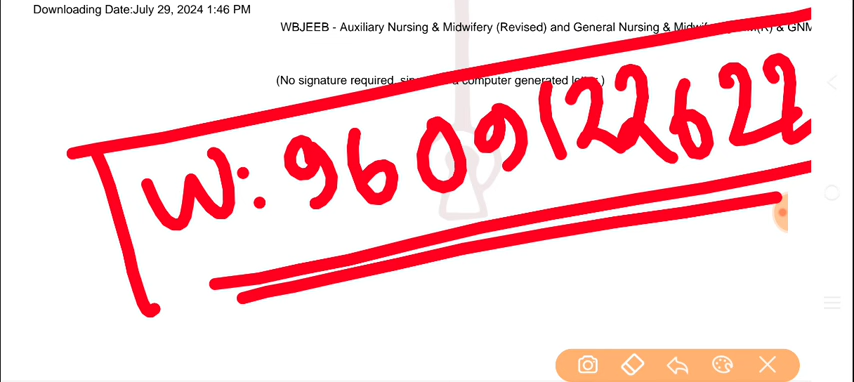 Downloading Date:July 29, 2024 1:46 PM
WBJEEB - Auxiliary Nursing & Midwifery (Revised) and General Nursing & & GNM
(No signature required, computer generated
W: 9609122622